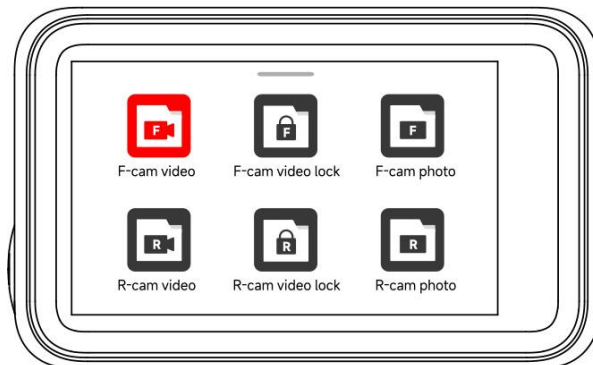 F
F
F
F-cam video
F-cam video lock
F-cam photo
R
R
R
R-cam video
R-cam video lock
R-cam photo